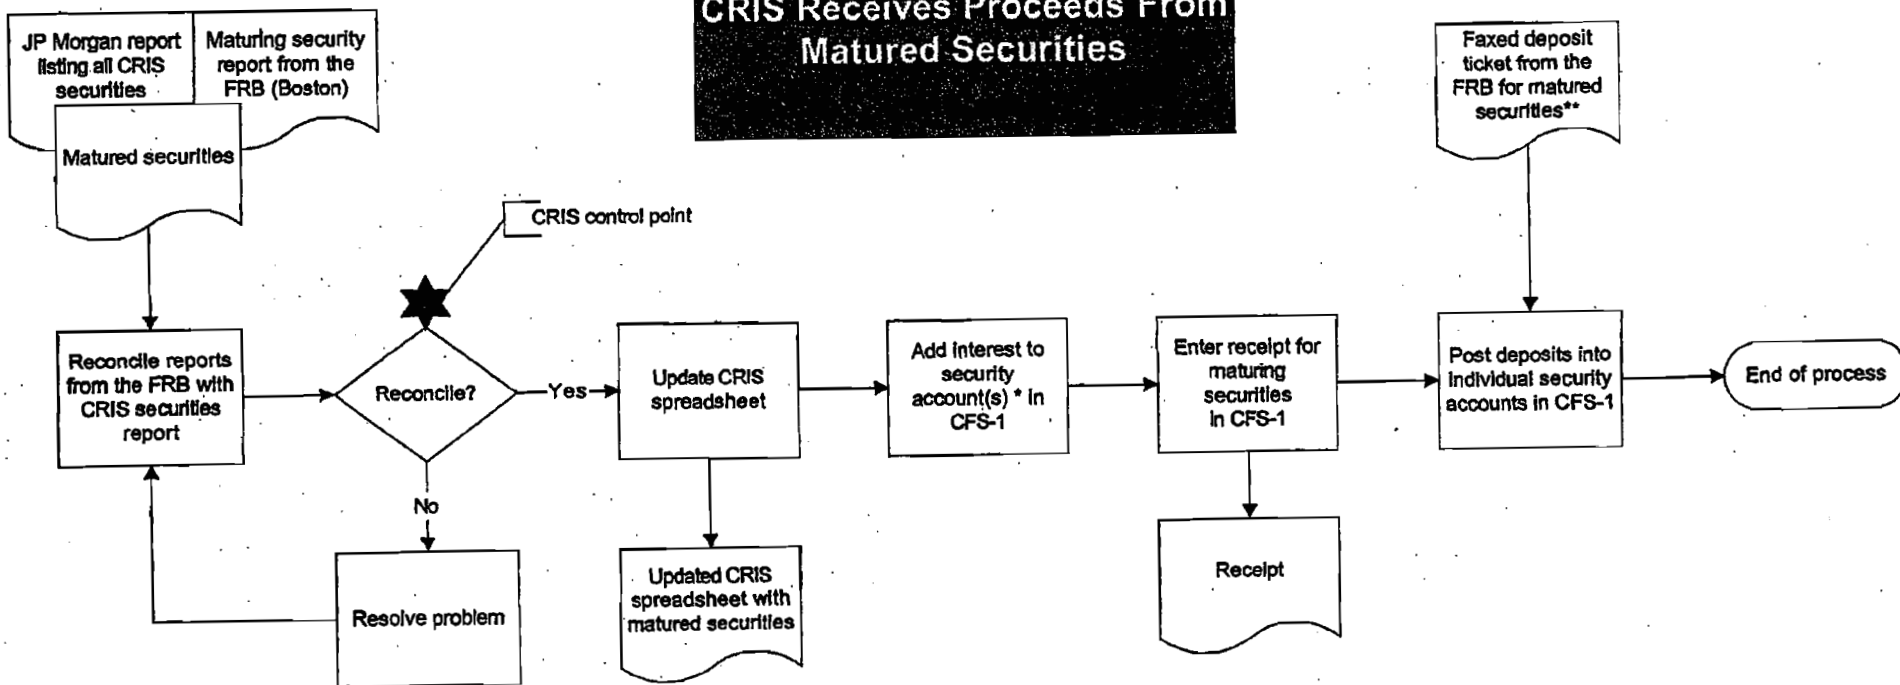 CRIS Receives Proceeds From
Matured Securities
JP Morgan report
listing all CRIS
securities
Maturing security
report from the
FRB (Boston)
Matured securities
Faxed deposit
ticket from the
FRB for matured
securities**
CRIS control point
Reconcile reports
from the FRB with
CRIS securities
report
Reconcile?
Yes
No
Resolve problem
Update CRIS
spreadsheet
Updated CRIS
spreadsheet with
matured securities
Add interest to
security
account(s) * in
CFS-1
Enter receipt for
maturing
securities
in CFS-1
Receipt
Post deposits into
individual security
accounts in CFS-1
End of process